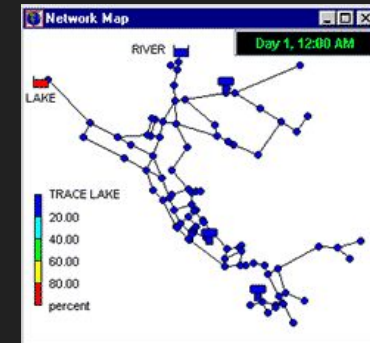 Network Map
Day 1, 12:00 AM
RIVER
LAKE
TRACE LAKE
20.00
40.00
60.00
80.00
percent